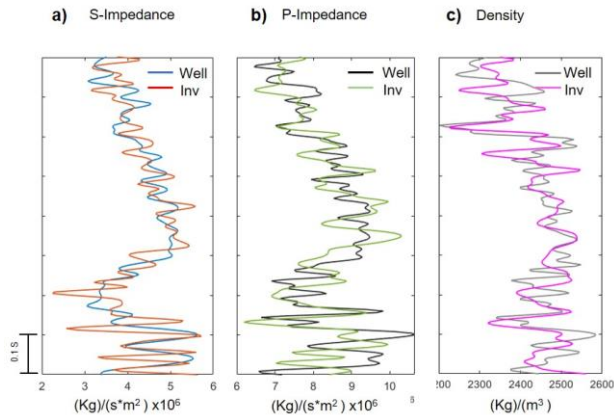 a) S-Impedance
b) P-Impedance
c) Density
Well
Inv
Well
Inv
Well
Inv
0.1 S
2 3 4 5 6
6 7 8 9 10 6
200 2300 2400 2500 2600
(Kg)/(s*m²) x10⁶
(Kg)/(s*m²) x10⁶
(Kg)/(m³)